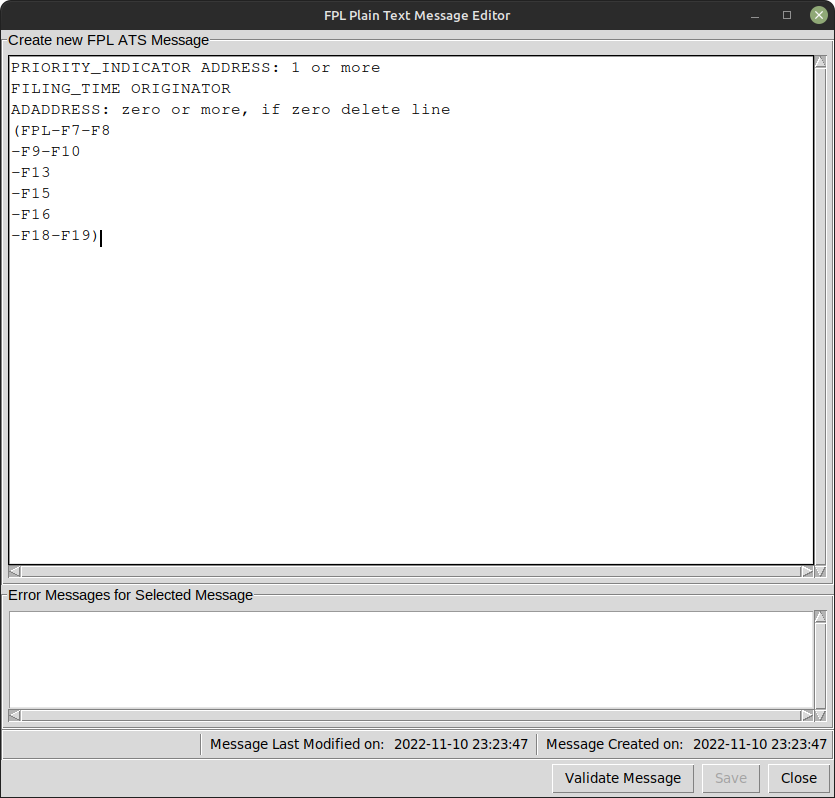 FPL Plain Text Message Editor
Create new FPL ATS Message
PRIORITY_INDICATOR ADDRESS: 1 or more
FILING_TIME ORIGINATOR
ADADDRESS: zero or more, if zero delete line
(FPL-F7-F8
-F9-F10
-F13
-F15
-F16
-F18-F19)
Error Messages for Selected Message
Message Last Modified on: 2022-11-10 23:23:47 Message Created on: 2022-11-10 23:23:47
Validate Message Save Close